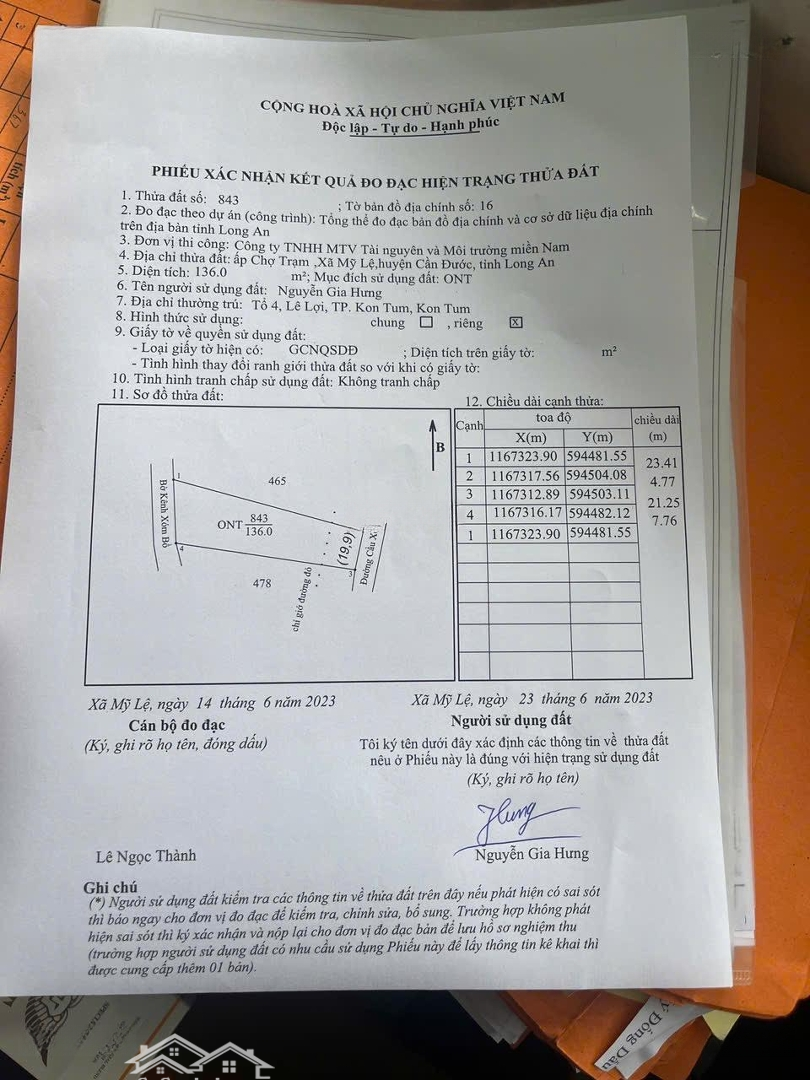 CỘNG HOÀ XÃ HỘI CHỦ NGHĨA VIỆT NAM
Độc lập - Tự do - Hạnh phúc
PHIẾU XÁC NHẬN KẾT QUẢ ĐO ĐẠC HIỆN TRẠNG THỬA ĐẤT
1. Thửa đất số: 843 ; Tờ bản đồ địa chính số: 16
2. Đo đạc theo dự án (công trình): Tổng thể đo đạc bản đồ địa chính và cơ sở dữ liệu địa chính
trên địa bàn tỉnh Long An
3. Đơn vị thi công: Công ty TNHH MTV Tài nguyên và Môi trường miền Nam
4. Địa chỉ thửa đất: ấp Chợ Trạm ,Xã Mỹ Lệ,huyện Cần Đước, tỉnh Long An
5. Diện tích: 136.0 m²; Mục đích sử dụng đất: ONT
6. Tên người sử dụng đất: Nguyễn Gia Hưng
7. Địa chỉ thường trú: Tổ 4, Lê Lợi, TP. Kon Tum, Kon Tum
8. Hình thức sử dụng: chung ☐ , riêng ☒
9. Giấy tờ về quyền sử dụng đất:
- Loại giấy tờ hiện có: GCNQSDĐ ; Diện tích trên giấy tờ: m²
- Tình hình thay đổi ranh giới thửa đất so với khi có giấy tờ:
10. Tình hình tranh chấp sử dụng đất: Không tranh chấp
11. Sơ đồ thửa đất:
B
1
465
Bờ Kênh Xóm Bồ
ONT 843
136.0
4
(19,9)
3
Đường Cầu X
478
chỉ giớ đường đỏ
12. Chiều dài cạnh thửa:
Cạnh toạ độ chiều dài
X(m) Y(m) (m)
1 1167323.90 594481.55
23.41
2 1167317.56 594504.08
4.77
3 1167312.89 594503.11
21.25
4 1167316.17 594482.12
7.76
1 1167323.90 594481.55
Xã Mỹ Lệ, ngày 14 tháng 6 năm 2023
Cán bộ đo đạc
(Ký, ghi rõ họ tên, đóng dấu)
Lê Ngọc Thành
Xã Mỹ Lệ, ngày 23 tháng 6 năm 2023
Người sử dụng đất
Tôi ký tên dưới đây xác định các thông tin về thửa đất
nêu ở Phiếu này là đúng với hiện trạng sử dụng đất
(Ký, ghi rõ họ tên)
Hưng
Nguyễn Gia Hưng
Ghi chú
(*) Người sử dụng đất kiểm tra các thông tin về thửa đất trên đây nếu phát hiện có sai sót
thì báo ngay cho đơn vị đo đạc để kiểm tra, chỉnh sửa, bổ sung. Trường hợp không phát
hiện sai sót thì ký xác nhận và nộp lại cho đơn vị đo đạc bản để lưu hồ sơ nghiệm thu
(trường hợp người sử dụng đất có nhu cầu sử dụng Phiếu này để lấy thông tin kê khai thì
được cung cấp thêm 01 bản).
Đóng Dấu